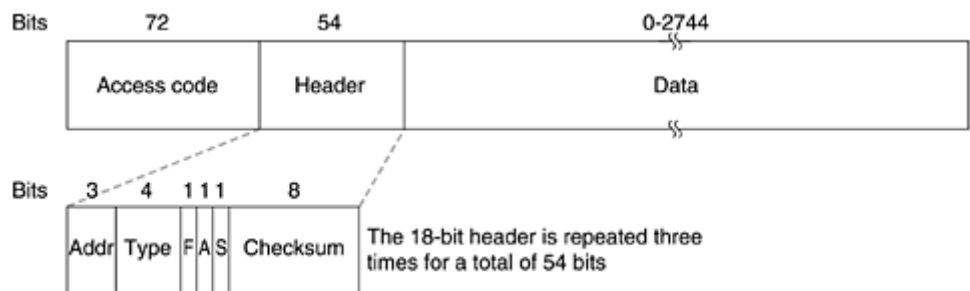 Bits 72 54 0-2744
Access code Header Data
Bits 3 4 1 1 1 8
Addr Type F A S Checksum
The 18-bit header is repeated three
times for a total of 54 bits